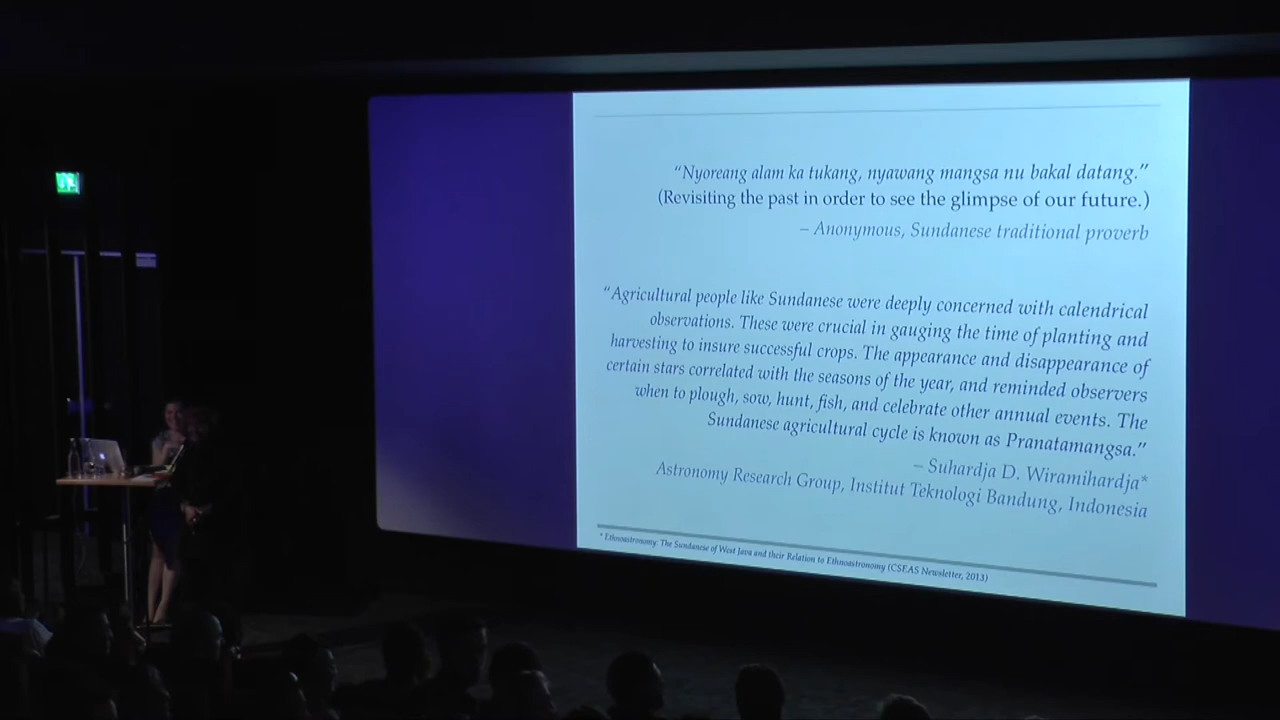 “Nyoreang alam ka tukang, nyawang mangsa nu bakal datang.”
(Revisiting the past in order to see the glimpse of our future.)
– Anonymous, Sundanese traditional proverb
“Agricultural people like Sundanese were deeply concerned with calendrical
observations. These were crucial in gauging the time of planting and
harvesting to insure successful crops. The appearance and disappearance of
certain stars correlated with the seasons of the year, and reminded observers
when to plough, sow, hunt, fish, and celebrate other annual events. The
Sundanese agricultural cycle is known as Pranatamangsa.”
– Suhardja D. Wiramihardja*
Astronomy Research Group, Institut Teknologi Bandung, Indonesia
* Ethnoastronomy: The Sundanese of West Java and their Relation to Ethnoastronomy (CSEAS Newsletter, 2013)